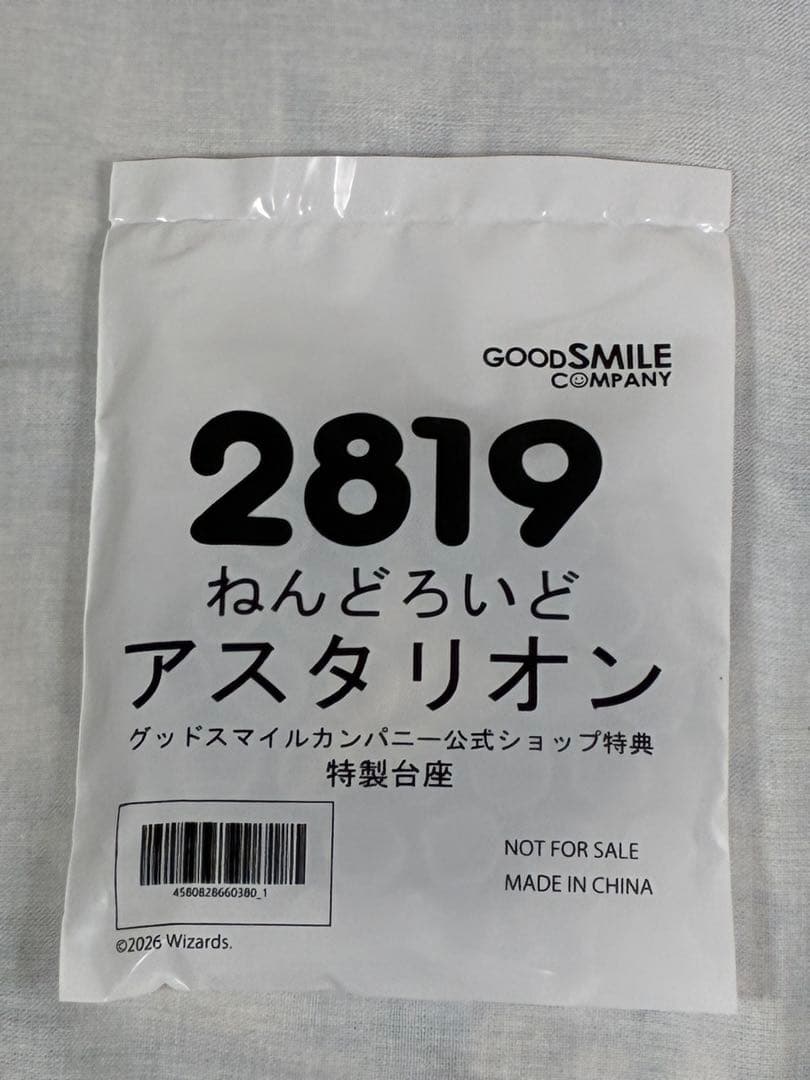 GOODSMILE
COMPANY
2819
ねんどろいど
アスタリオン
グッドスマイルカンパニー公式ショップ特典
特製台座
4580828660380_1
NOT FOR SALE
MADE IN CHINA
©2026 Wizards.